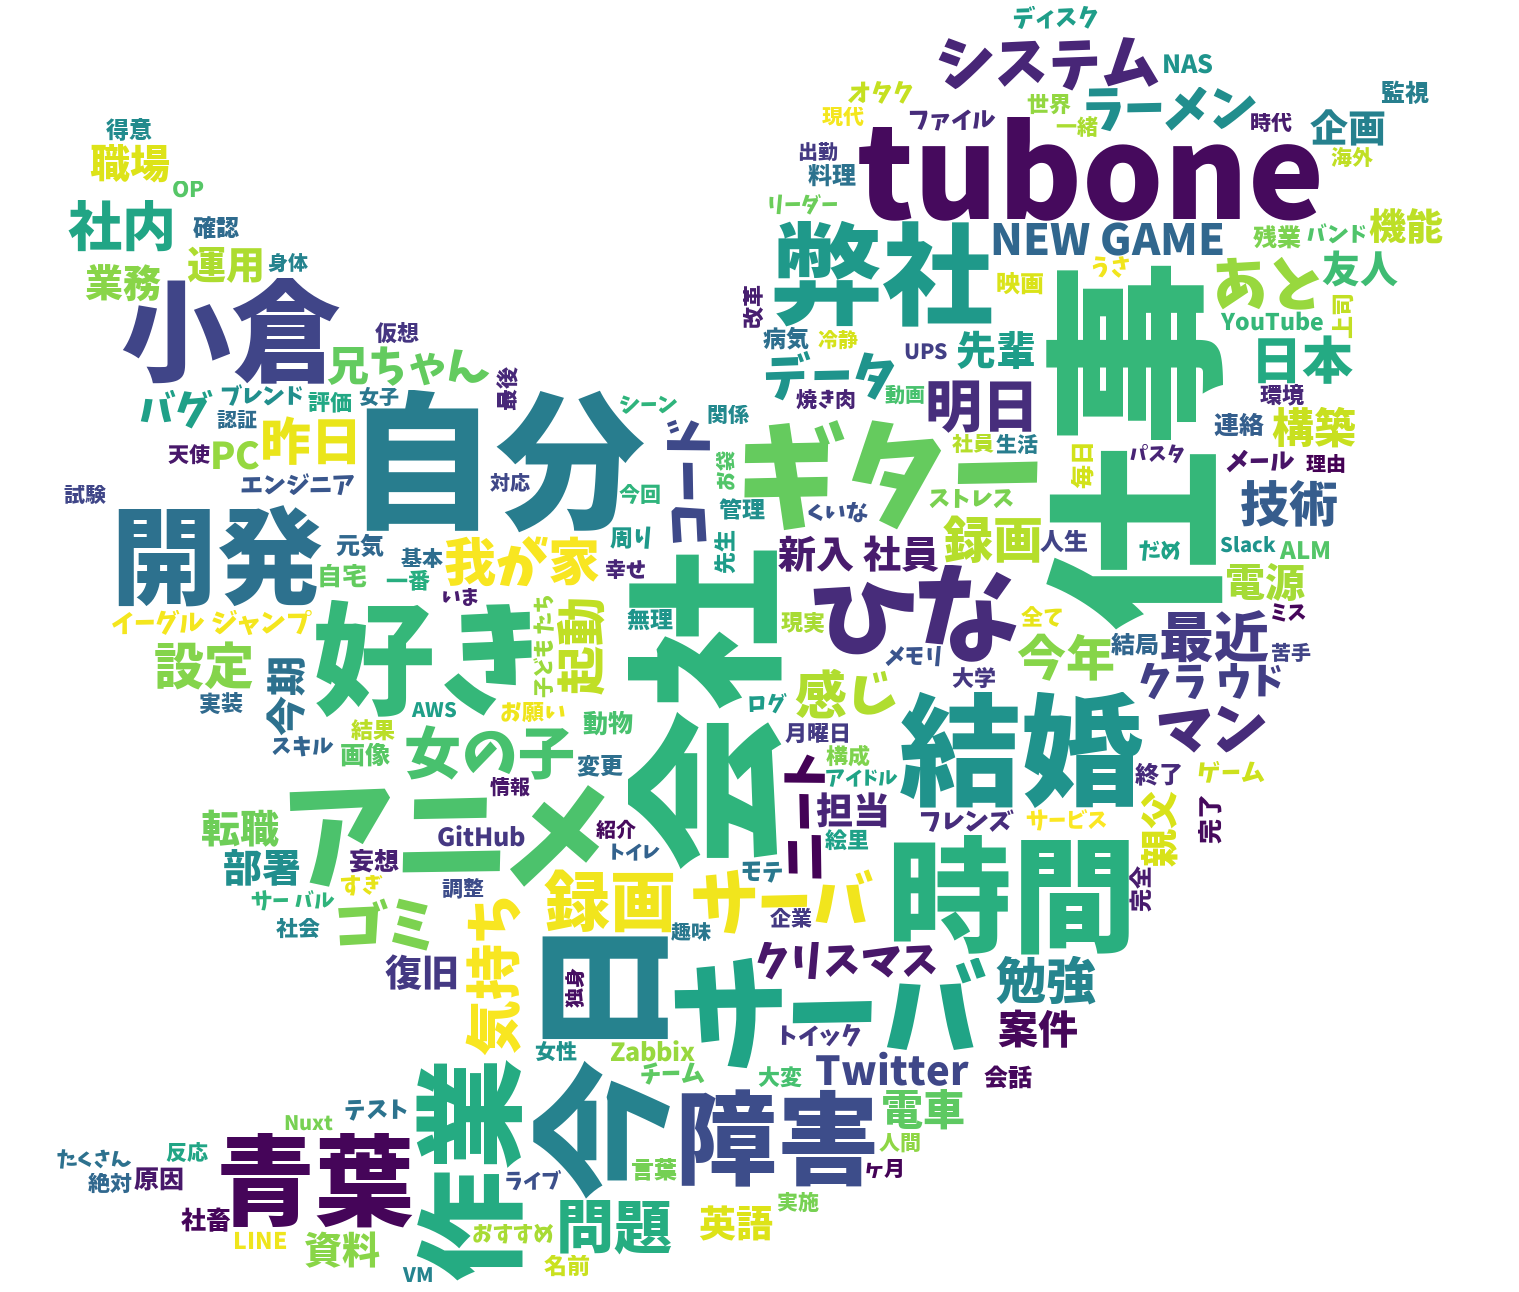 ディスク
システム
NAS
オタク
世界
ラーメン
監視
現代
ファイル
一緒
時代
企画
得意
出勤
tubone
海外
職場
料理
OP
リーダー
社内
確認
弊社
NEW GAME
残業
バンド
機能
業務
運用
身体
映画
うさ
あと
友人
小倉
改革
上司
仮想
病気
冷静
YouTube
兄ちゃん
データ
UPS
先輩
事
日本
バグ
ブレンド
評価
女子
最後
焼き肉
動画
明日
環境
認証
自分
シーン
関係
連絡
構築
天使
PC
昨日
コード
ギター
社員
生活
毎日
パスタ
メール
理由
試験
エンジニア
対応
今回
お袋
管理
ストレス
仕
技術
開発
くいな
録画
人生
だめ
Slack
ALM
元気
基本
我が家
周り
先生
新入 社員
電源
自宅
一番
幸せ
会社
ひな
いま
イーグル ジャンプ
好き
子どもたち
起動
無理
現実
全て
最近
ミス
設定
今期
メモリ
今年
結局
苦手
実装
大学
クラ ウド
AWS
お願い
動物
ログ
感じ
結婚
マン
スキル
結果
画像
女の子
変更
月曜日
構成
情報
アイドル
終了
ゲーム
アニメ
転職
GitHub
紹介
担当
フレンズ
サービス
親父
完了
部署
妄想
トイレ
絵里
時間
すぎ
調整
モテ
完全
サー バル
ゴミ
録画
サーバ
社会
気持ち
趣味
企業
復旧
日
独身
クリスマス
サーバ
勉強
トイック
案件
女性
Zabbix
チーム
大変
Twitter
会話
作業
今
障害
電車
テスト
Nuxt
人間
たくさん
反応
青葉
絶対
原因
ライブ
言葉
ヶ月
社畜
おすすめ
問題
英語
実施
LINE
資料
名前
VM